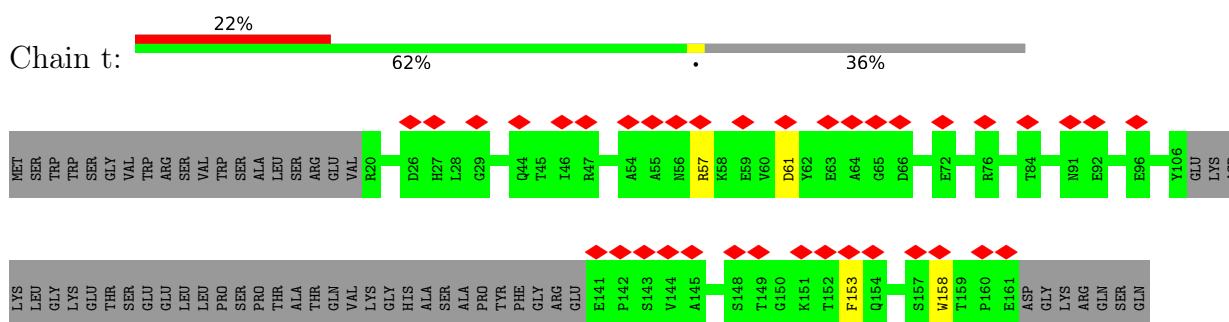 22%
Chain t:
62% • 36%
MET SER TRP TRP SER GLY VAL TRP ARG SER VAL TRP SER ALA LEU SER ARG GLU VAL R20 D26 H27 L28 G29 Q44 T45 I46 R47 A54 A55 N56 R57 K58 E59 V60 D61 Y62 E63 A64 G65 D66 E72 R76 T84 N91 E92 E96 Y106 GLU LYS
LYS LEU GLY LYS GLU THR SER GLU GLU LEU LEU PRO SER PRO THR ALA THR GLN VAL LYS GLY HIS ALA SER ALA PRO TYR PHE GLY ARG GLU E141 P142 S143 V144 A145 S148 T149 G150 K151 T152 F153 Q154 S157 W158 T159 P160 E161 ASP GLY LYS ARG GLN SER GLN